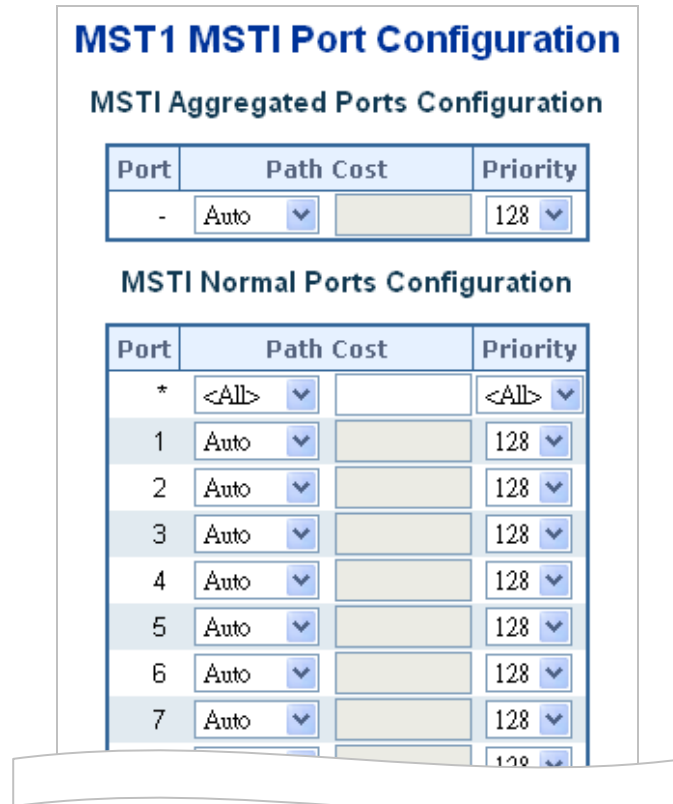 MST1 MSTI Port Configuration
MSTI Aggregated Ports Configuration
Port Path Cost Priority
- Auto 128
MSTI Normal Ports Configuration
Port Path Cost Priority
* <All> <All>
1 Auto 128
2 Auto 128
3 Auto 128
4 Auto 128
5 Auto 128
6 Auto 128
7 Auto 128